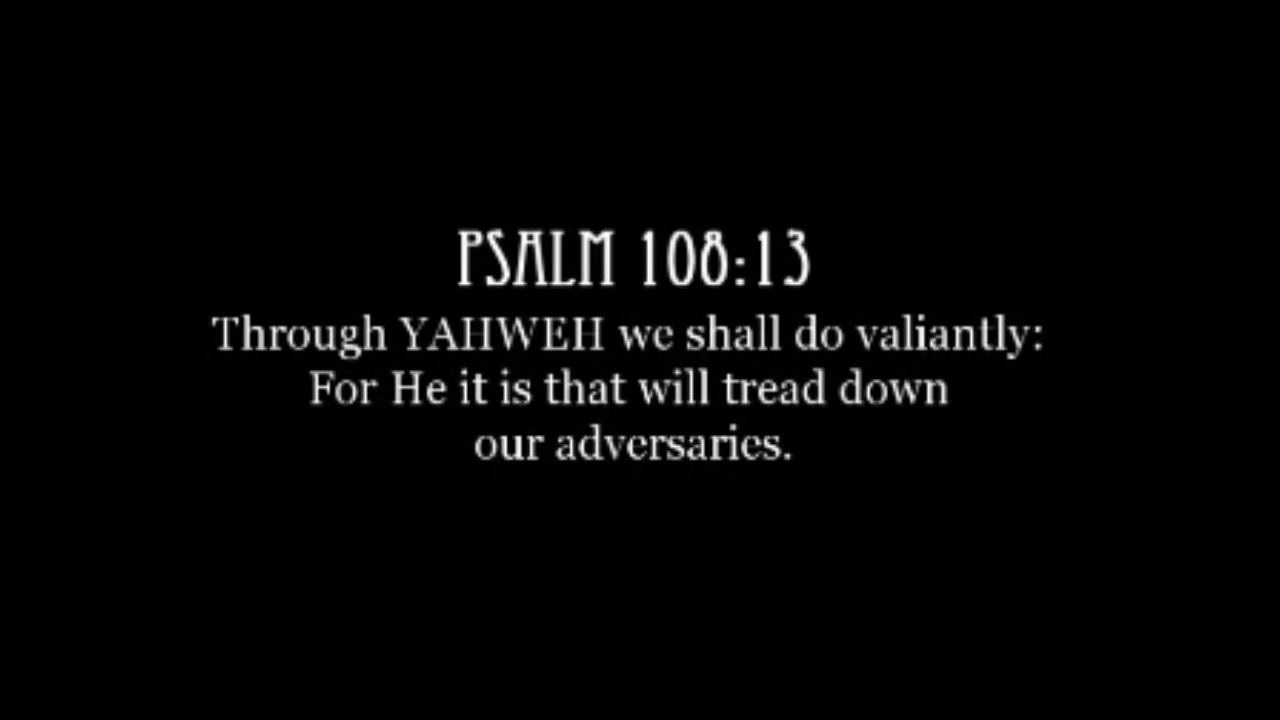 PSALM 108:13
Through YAHWEH we shall do valiantly:
For He it is that will tread down
our adversaries.